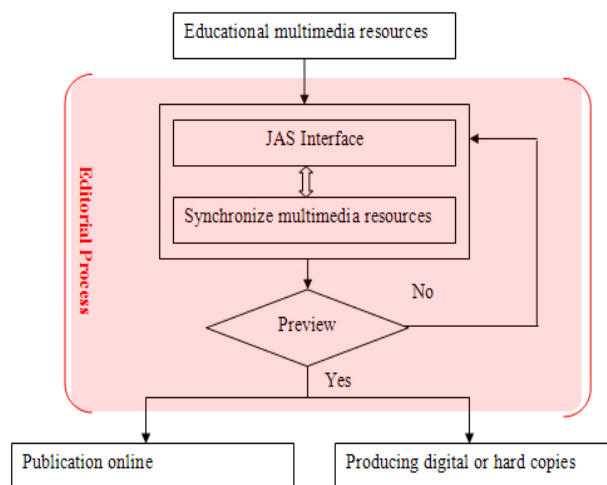 Educational multimedia resources
JAS Interface
Editorial Process
Synchronize multimedia resources
No
Preview
Yes
Publication online
Producing digital or hard copies